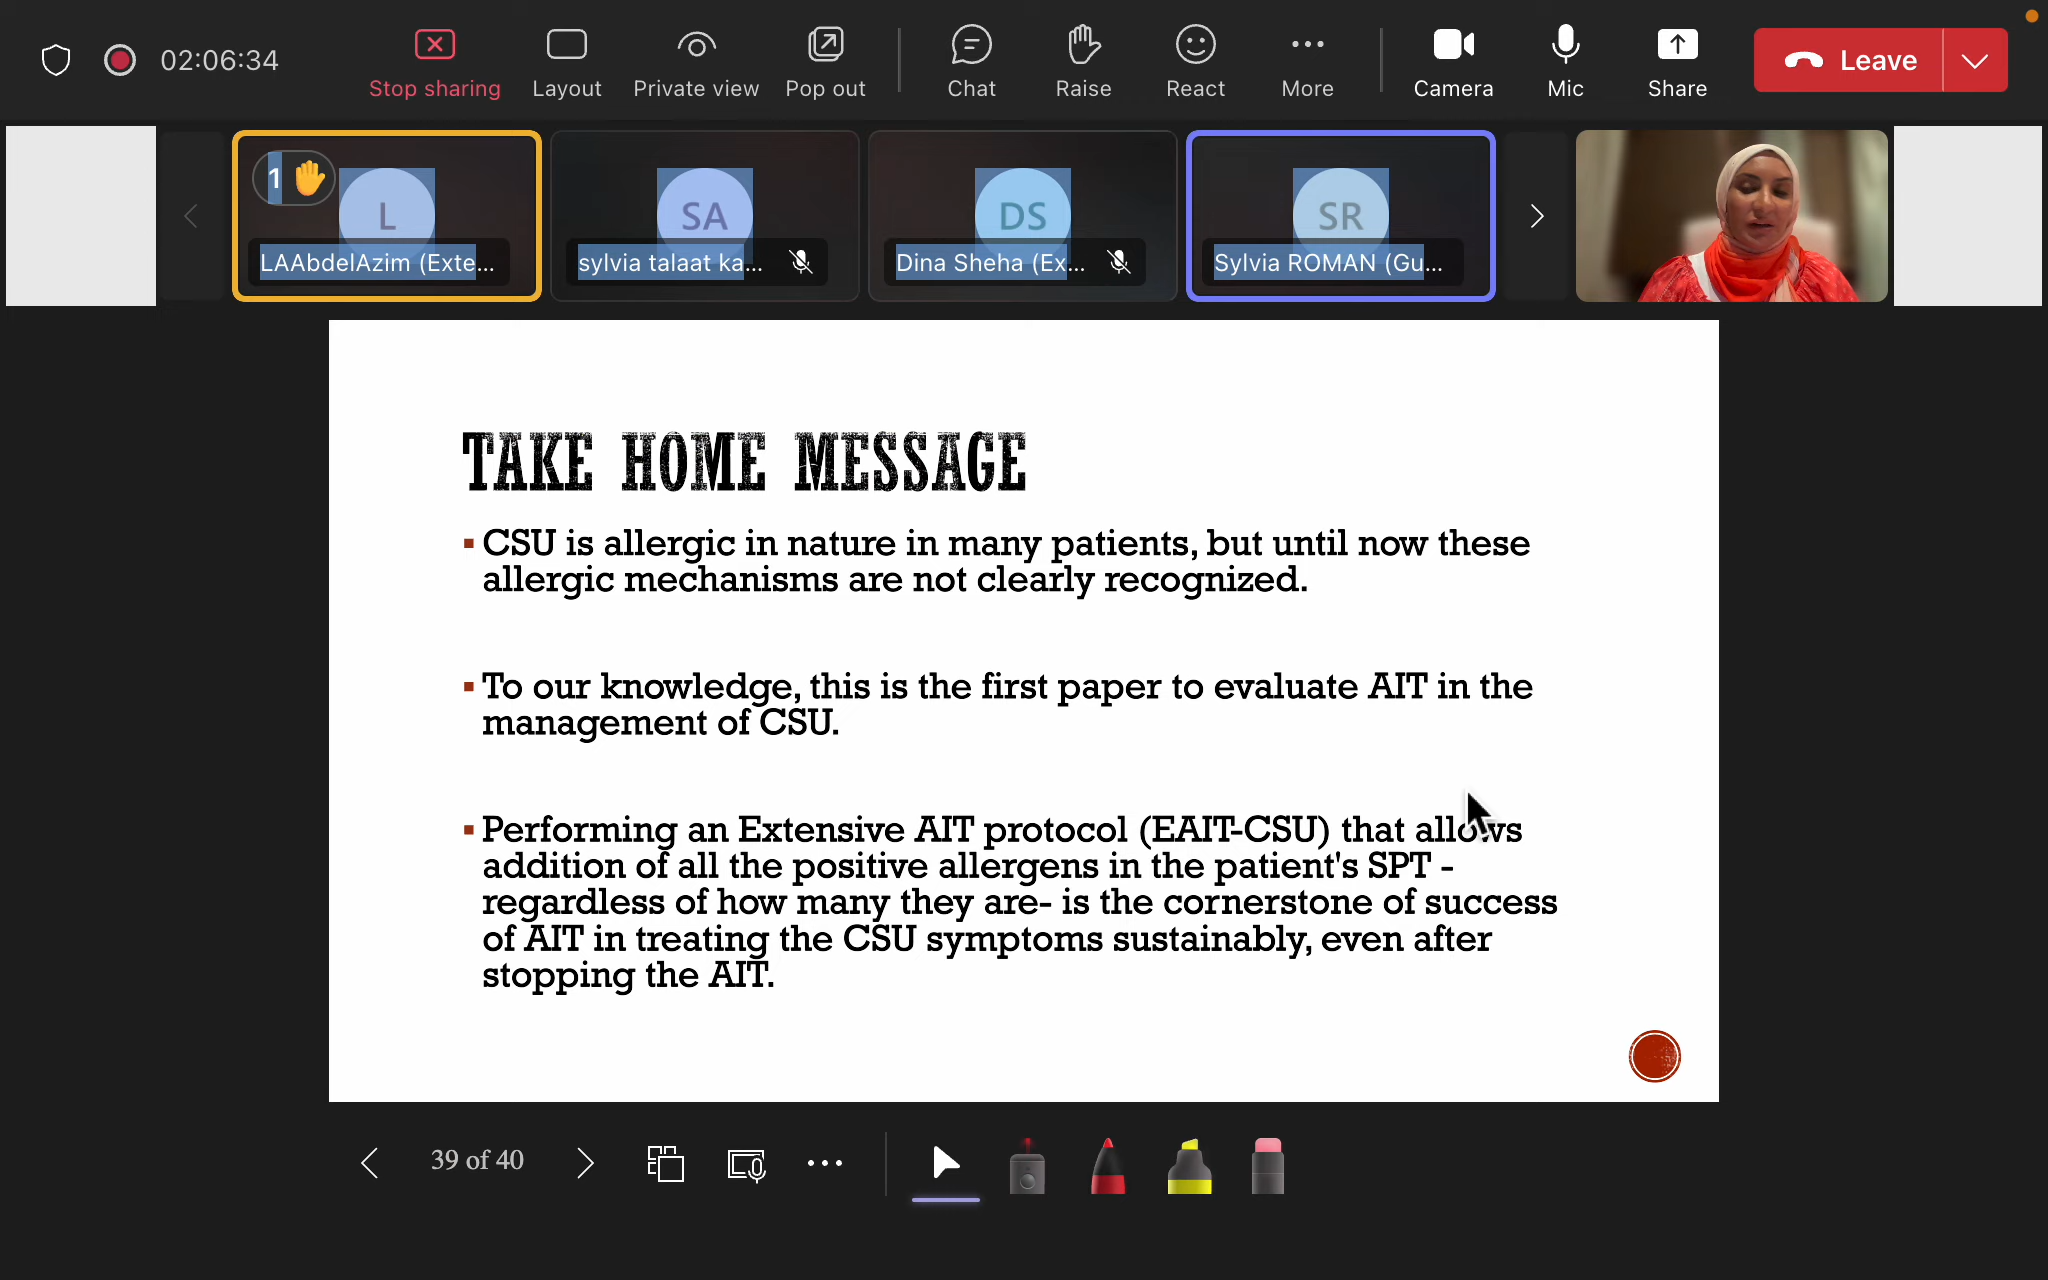 02:06:34
Stop sharing
Layout
Private view
Pop out
Chat
Raise
React
More
Camera
Mic
Share
Leave
1
L
LAAbdelAzim (Exte...
SA
sylvia talaat ka...
DS
Dina Sheha (Ex...
SR
Sylvia ROMAN (Gu...
TAKE HOME MESSAGE
CSU is allergic in nature in many patients, but until now these
allergic mechanisms are not clearly recognized.
To our knowledge, this is the first paper to evaluate AIT in the
management of CSU.
Performing an Extensive AIT protocol (EAIT-CSU) that allows
addition of all the positive allergens in the patient's SPT -
regardless of how many they are- is the cornerstone of success
of AIT in treating the CSU symptoms sustainably, even after
stopping the AIT.
39 of 40